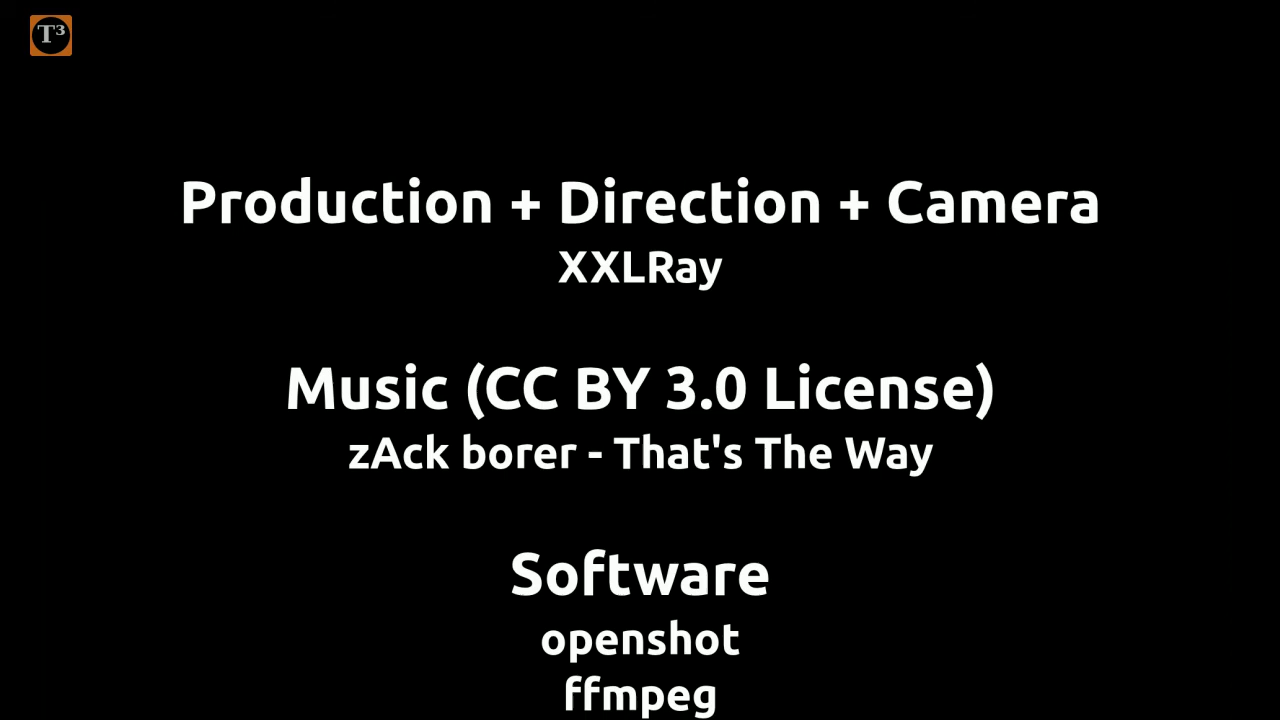 T³
Production + Direction + Camera
XXLRay
Music (CC BY 3.0 License)
zAck borer - That's The Way
Software
openshot
ffmpeg